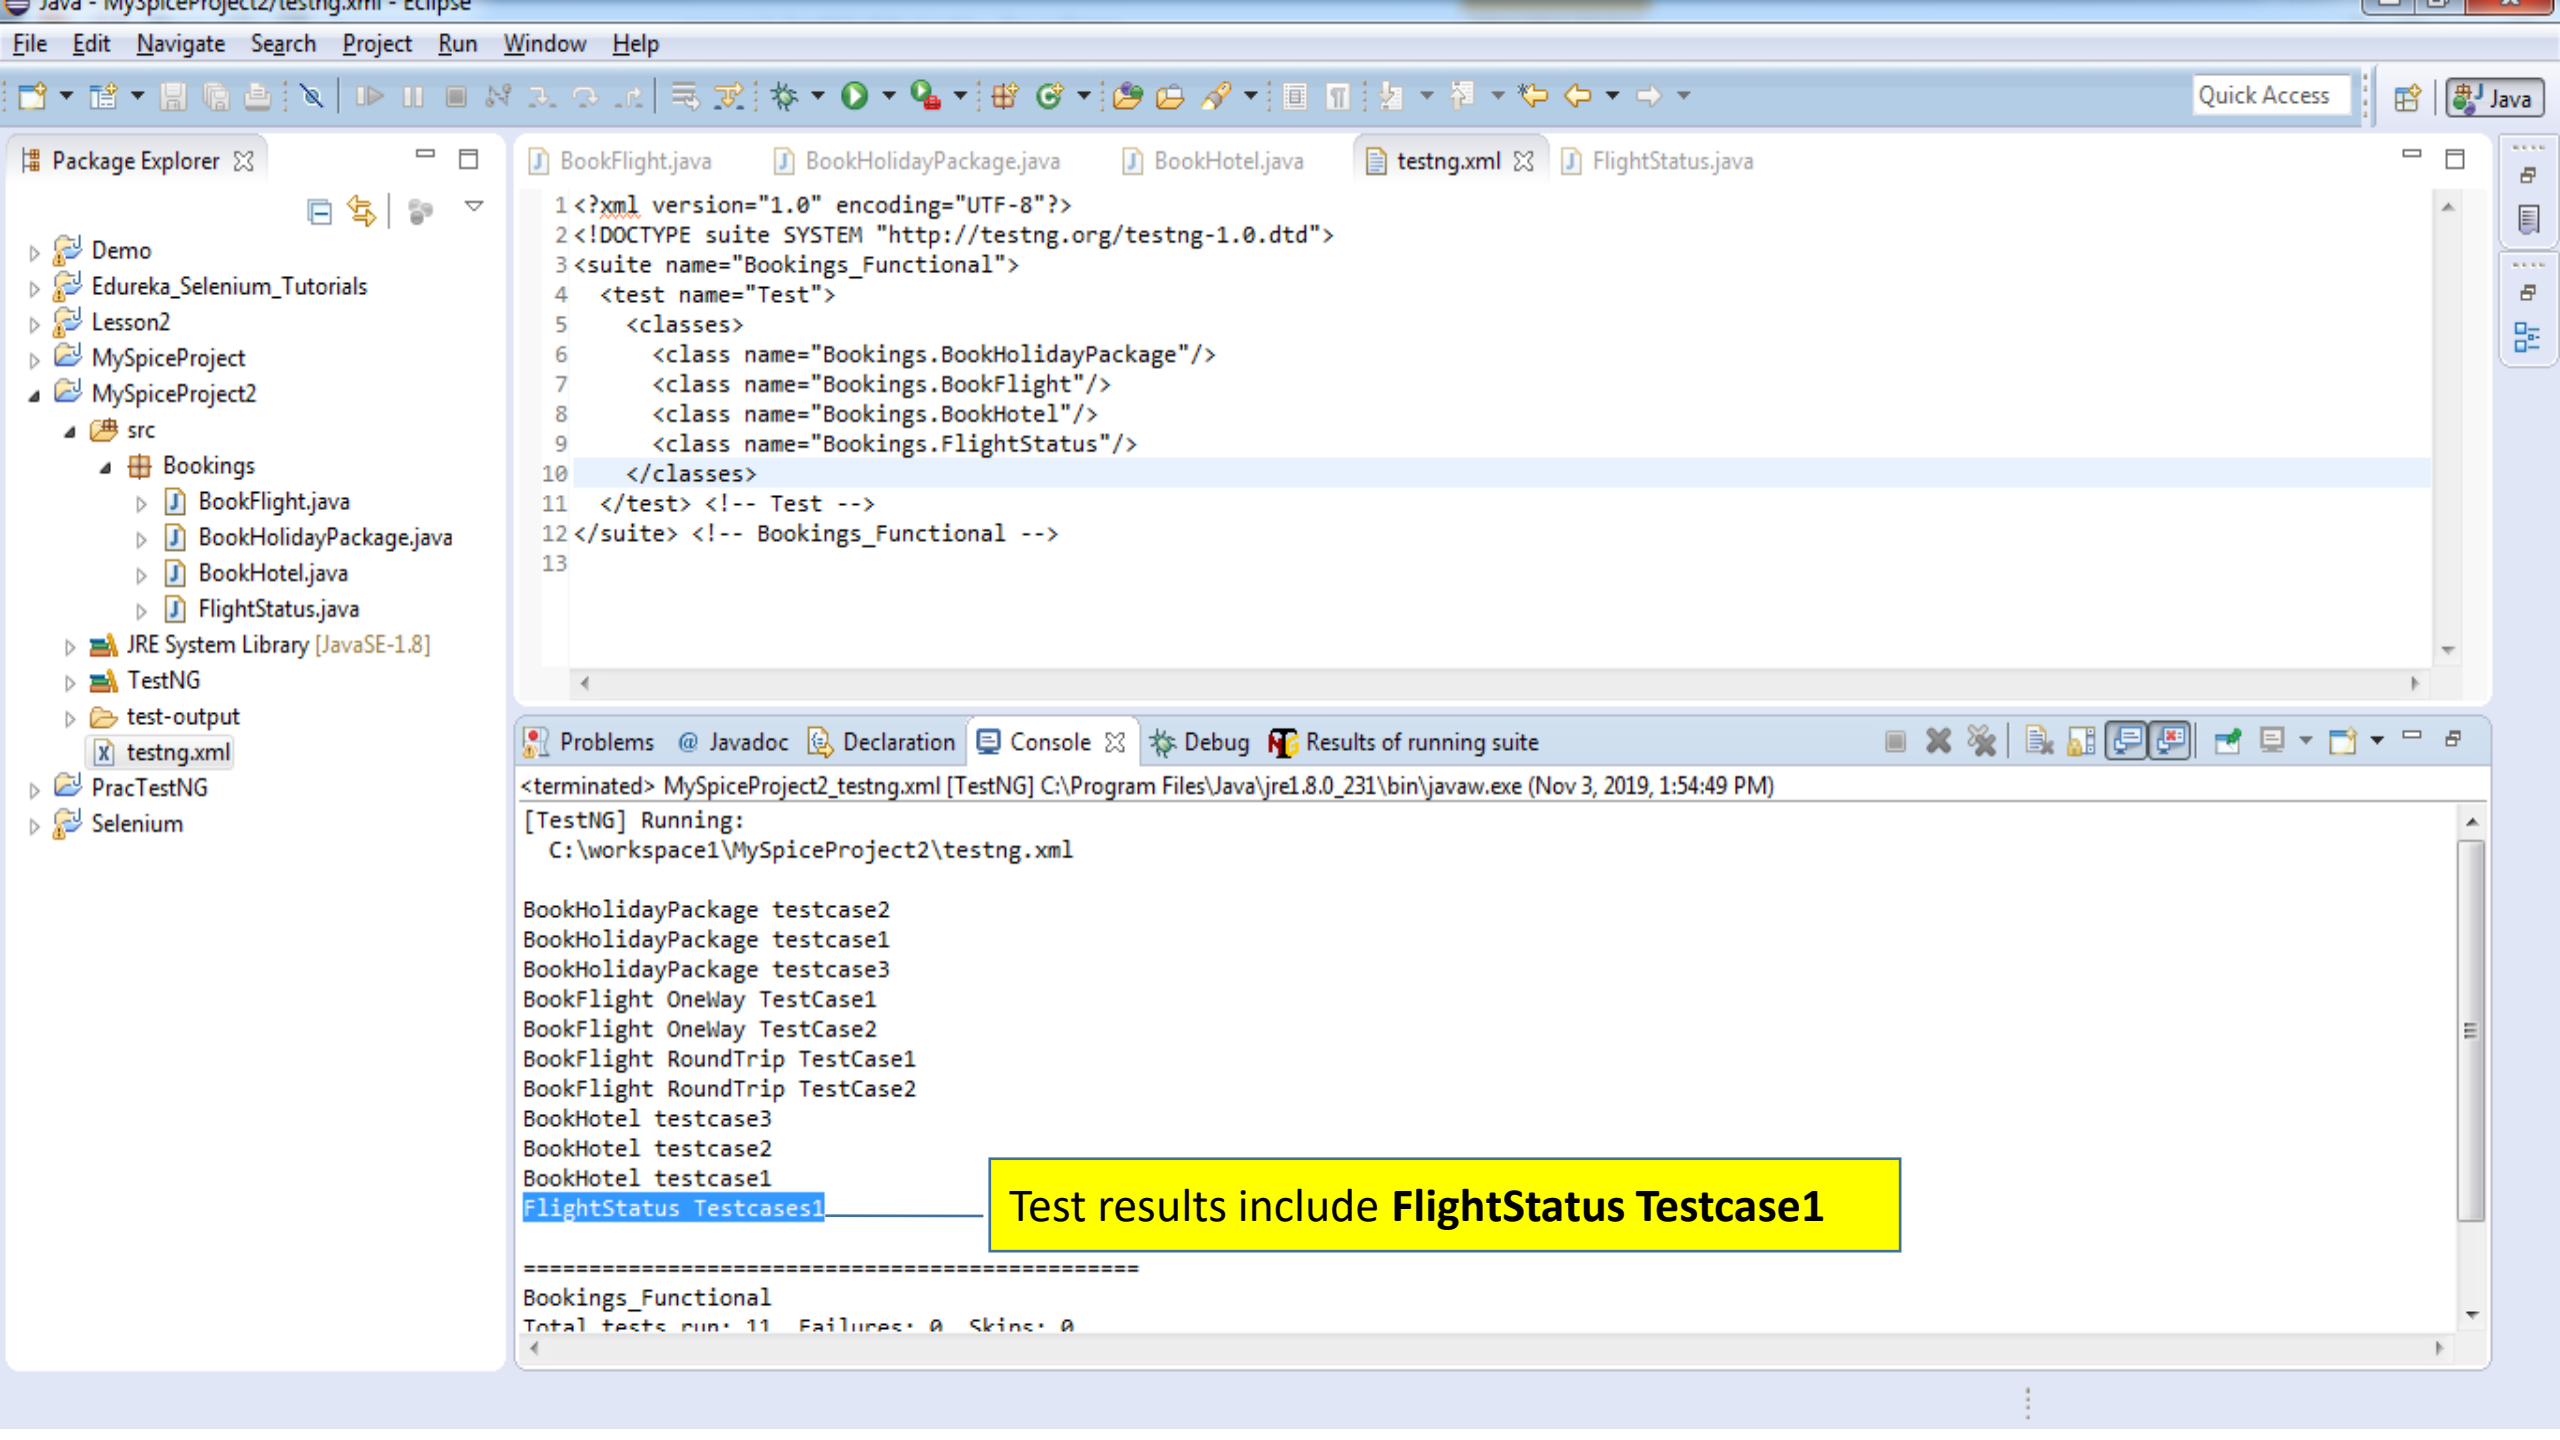 Java - MySpiceProject2/testng.xml - Eclipse
File Edit Navigate Search Project Run Window Help
Quick Access
Java
Package Explorer
Demo
Edureka_Selenium_Tutorials
Lesson2
MySpiceProject
MySpiceProject2
src
Bookings
BookFlight.java
BookHolidayPackage.java
BookHotel.java
FlightStatus.java
JRE System Library [JavaSE-1.8]
TestNG
test-output
testng.xml
PracTestNG
Selenium
BookFlight.java BookHolidayPackage.java BookHotel.java testng.xml FlightStatus.java
1 <?xml version="1.0" encoding="UTF-8"?>
2 <!DOCTYPE suite SYSTEM "http://testng.org/testng-1.0.dtd">
3 <suite name="Bookings_Functional">
4 <test name="Test">
5 <classes>
6 <class name="Bookings.BookHolidayPackage"/>
7 <class name="Bookings.BookFlight"/>
8 <class name="Bookings.BookHotel"/>
9 <class name="Bookings.FlightStatus"/>
10 </classes>
11 </test> <!-- Test -->
12 </suite> <!-- Bookings_Functional -->
13
Problems @ Javadoc Declaration Console Debug Results of running suite
<terminated> MySpiceProject2_testng.xml [TestNG] C:\Program Files\Java\jre1.8.0_231\bin\javaw.exe (Nov 3, 2019, 1:54:49 PM)
[TestNG] Running:
C:\workspace1\MySpiceProject2\testng.xml
BookHolidayPackage testcase2
BookHolidayPackage testcase1
BookHolidayPackage testcase3
BookFlight OneWay TestCase1
BookFlight OneWay TestCase2
BookFlight RoundTrip TestCase1
BookFlight RoundTrip TestCase2
BookHotel testcase3
BookHotel testcase2
BookHotel testcase1
FlightStatus Testcases1
Test results include FlightStatus Testcase1
===============================================
Bookings_Functional
Total tests run: 11, Failures: 0, Skips: 0